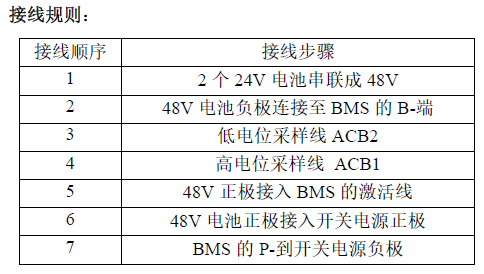 接线规则：
接线顺序 接线步骤
1 2 个 24V 电池串联成 48V
2 48V 电池负极连接至 BMS 的 B-端
3 低电位采样线 ACB2
4 高电位采样线 ACB1
5 48V 正极接入 BMS 的激活线
6 48V 电池正极接入开关电源正极
7 BMS 的 P-到开关电源负极